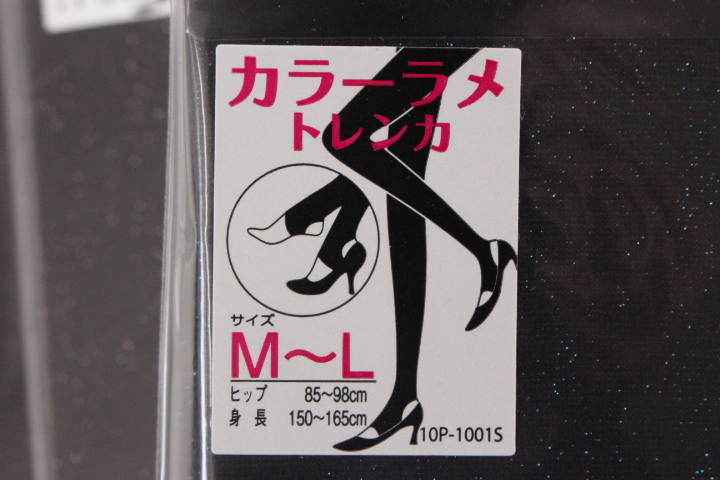 カラーラメ
トレンカ
サイズ
M～L
ヒップ 85～98cm
身長 150～165cm
10P-1001S